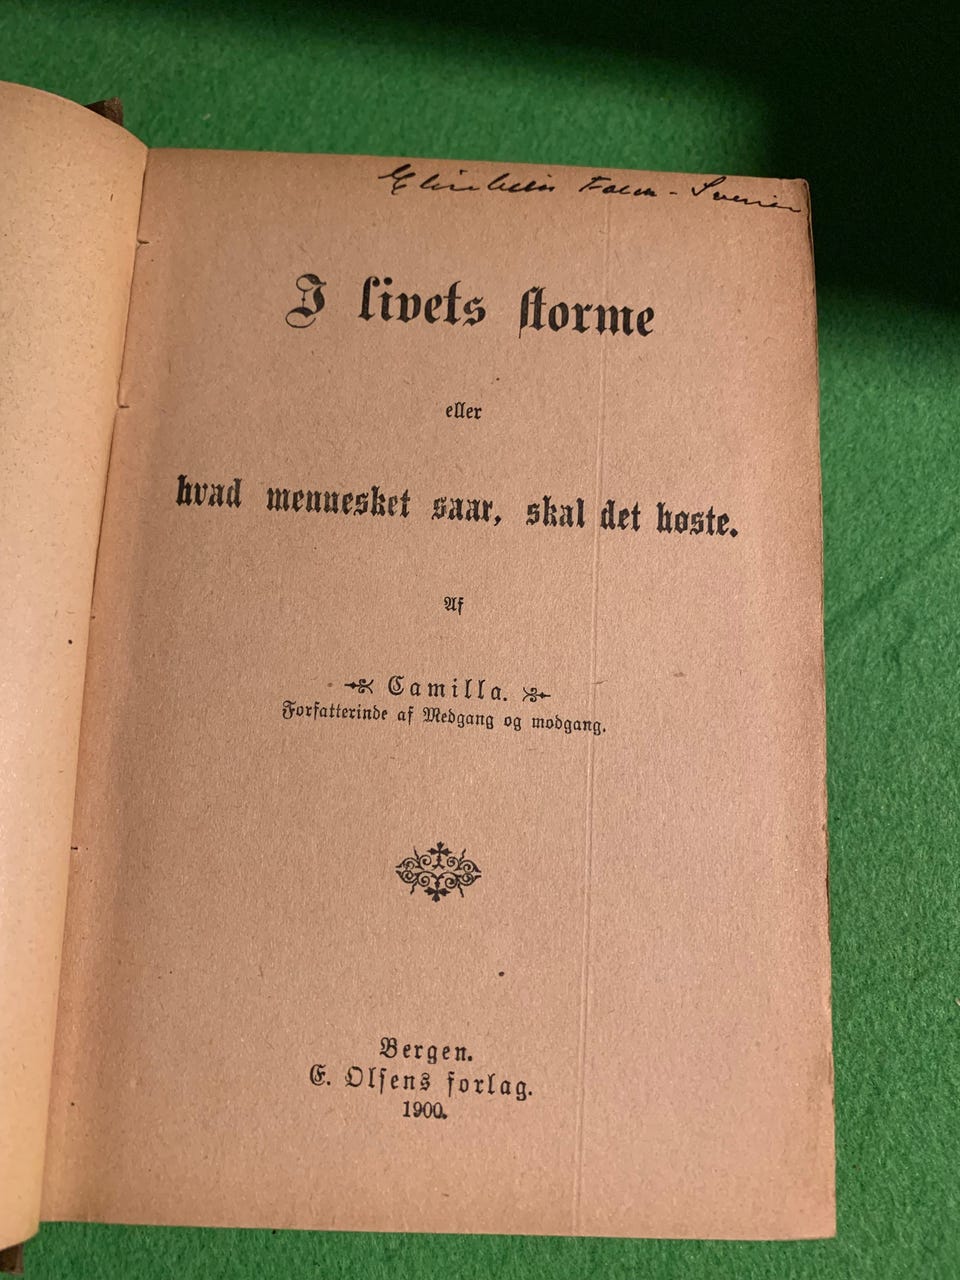 I livets storme
eller
hvad mennesket saar, skal det høste.
Af
Camilla.
Forfatterinde af Medgang og modgang.
Bergen.
E. Olsens forlag.
1900.